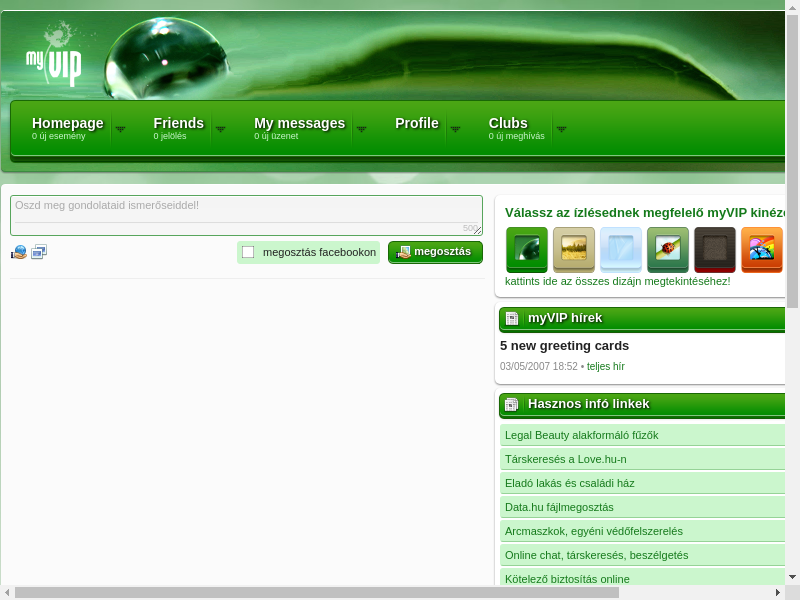 my VIP
Homepage
0 új esemény
Friends
0 jelölés
My messages
0 új üzenet
Profile
Clubs
0 új meghívás
Oszd meg gondolataid ismerőseiddel!
500
megosztás facebookon
megosztás
Válassz az ízlésednek megfelelő myVIP
kattints ide az összes dizájn megtekintéséhez!
myVIP hírek
5 new greeting cards
03/05/2007 18:52 • teljes hír
Hasznos infó linkek
Legal Beauty alakformáló fűzők
Társkeresés a Love.hu-n
Eladó lakás és családi ház
Data.hu fájlmegosztás
Arcmaszkok, egyéni védőfelszerelés
Online chat, társkeresés, beszélgetés
Kötelező biztosítás online